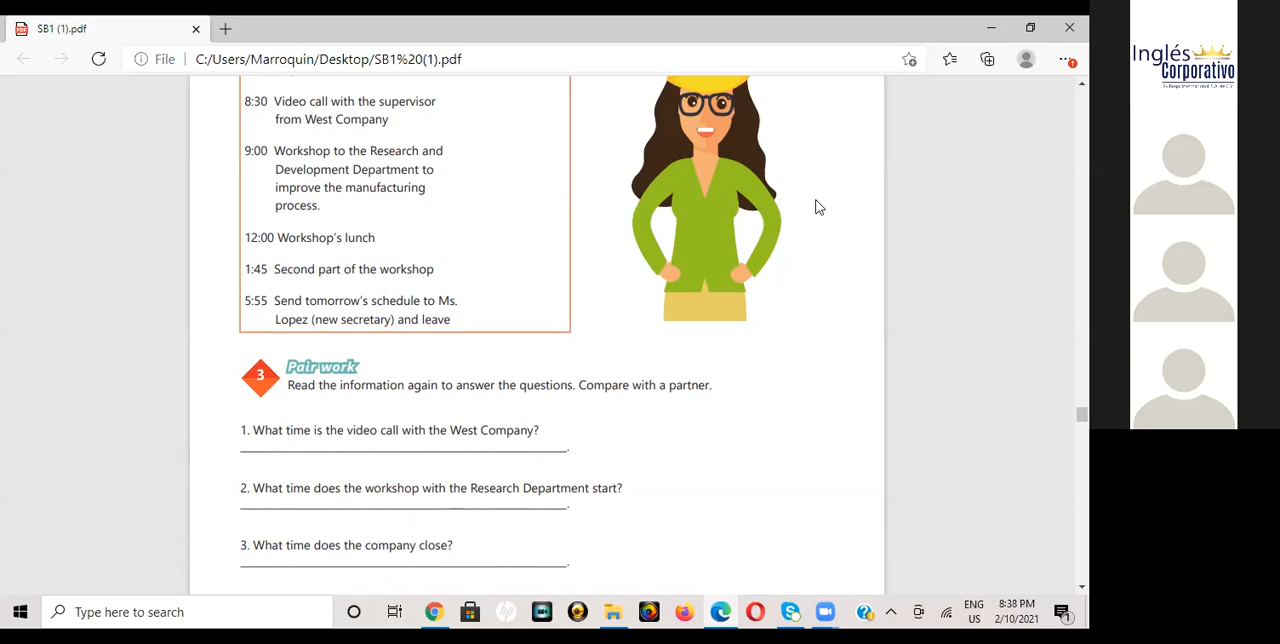 SB1 (1).pdf
File
C:/Users/Marroquin/Desktop/SB1%20(1).pdf
Inglés
Corporativo
8:30 Video call with the supervisor
from West Company
9:00 Workshop to the Research and
Development Department to
improve the manufacturing
process.
12:00 Workshop's lunch
1:45 Second part of the workshop
5:55 Send tomorrow's schedule to Ms.
Lopez (new secretary) and leave
3
Pair work
Read the information again to answer the questions. Compare with a partner.
1. What time is the video call with the West Company?
2. What time does the workshop with the Research Department start?
3. What time does the company close?
Type here to search
ENG
US
8:38 PM
2/10/2021
1